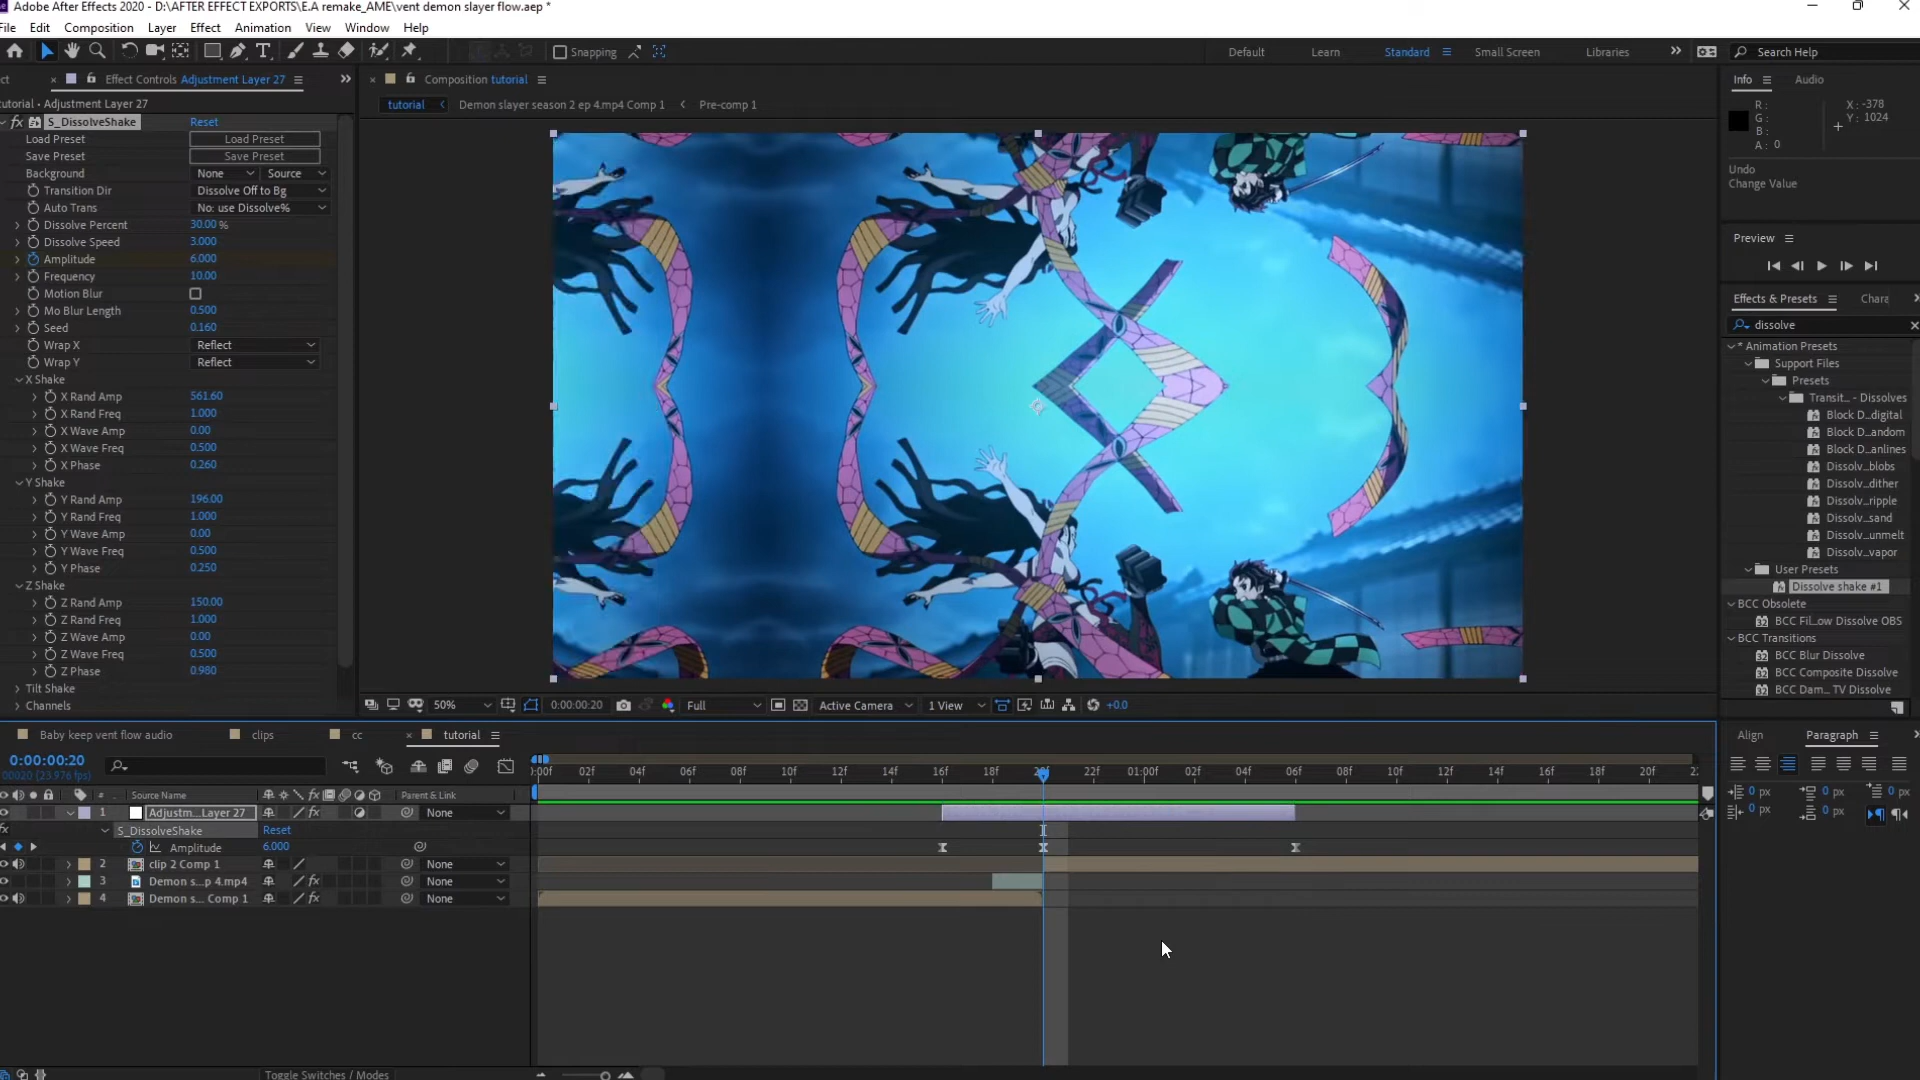 Adobe After Effects 2020 - D:\AFTER EFFECT EXPORTS\E.A remake_AME\vent demon slayer flow.aep *
File Edit Composition Layer Effect Animation View Window Help
Snapping
Default Learn Standard Small Screen Libraries
Search Help
Effect Controls Adjustment Layer 27
tutorial • Adjustment Layer 27
fx S_DissolveShake Reset
Load Preset Load Preset
Save Preset Save Preset
Background None Source
Transition Dir Dissolve Off to Bg
Auto Trans No: use Dissolve%
Dissolve Percent 30.00 %
Dissolve Speed 3.000
Amplitude 6.000
Frequency 10.00
Motion Blur
Mo Blur Length 0.500
Seed 0.160
Wrap X Reflect
Wrap Y Reflect
X Shake
X Rand Amp 561.60
X Rand Freq 1.000
X Wave Amp 0.00
X Wave Freq 0.500
X Phase 0.260
Y Shake
Y Rand Amp 196.00
Y Rand Freq 1.000
Y Wave Amp 0.00
Y Wave Freq 0.500
Y Phase 0.250
Z Shake
Z Rand Amp 150.00
Z Rand Freq 1.000
Z Wave Amp 0.00
Z Wave Freq 0.500
Z Phase 0.980
Tilt Shake
Channels
Composition tutorial
tutorial Demon slayer season 2 ep 4.mp4 Comp 1 Pre-comp 1
50% 0:00:00:20 Full Active Camera 1 View +0.0
Info Audio
R: X: -378
G: Y: 1024
B:
A: 0
Undo
Change Value
Preview
Effects & Presets Chara
dissolve
* Animation Presets
Support Files
Presets
Transit... - Dissolves
Block D...digital
Block D...andom
Block D...anlines
Dissolv...blobs
Dissolv...dither
Dissolv...ripple
Dissolv...sand
Dissolv...unmelt
Dissolv...vapor
User Presets
Dissolve shake #1
BCC Obsolete
BCC Fil...ow Dissolve OBS
BCC Transitions
BCC Blur Dissolve
BCC Composite Dissolve
BCC Dam... TV Dissolve
Align Paragraph
0 px 0 px 0 px
0 px 0 px
Baby keep vent flow audio clips cc tutorial
0:00:00:20
00020 (23.976 fps)
:00f 02f 04f 06f 08f 10f 12f 14f 16f 18f 20f 22f 01:00f 02f 04f 06f 08f 10f 12f 14f 16f 18f 20f 22
# Source Name Parent & Link
1 Adjustm...Layer 27 None
S_DissolveShake Reset
Amplitude 6.000
2 clip 2 Comp 1 None
3 Demon s...p 4.mp4 fx None
4 Demon s... Comp 1 fx None
Toggle Switches / Modes